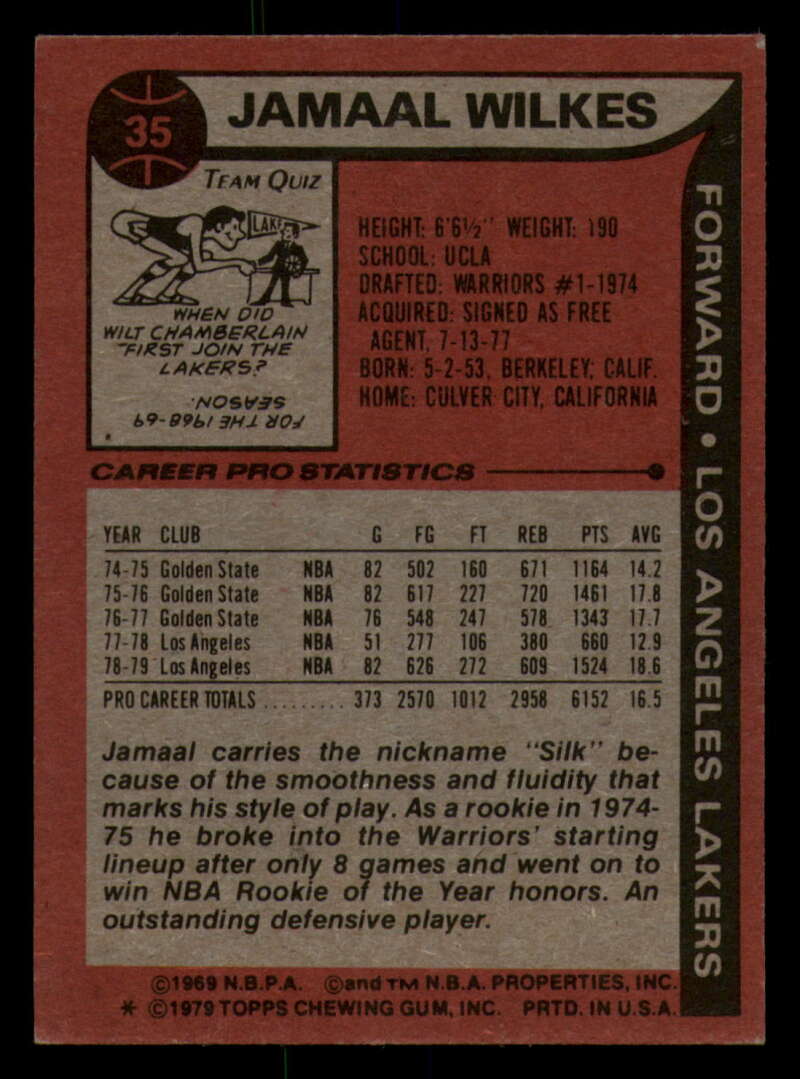 35
JAMAAL WILKES
TEAM QUIZ
LAKE
WHEN DID
WILT CHAMBERLAIN
FIRST JOIN THE
LAKERS?
FOR THE 1968-69
SEASON.
HEIGHT: 6'6½" WEIGHT: 190
SCHOOL: UCLA
DRAFTED: WARRIORS #1-1974
ACQUIRED: SIGNED AS FREE
AGENT, 7-13-77
BORN: 5-2-53, BERKELEY, CALIF.
HOME: CULVER CITY, CALIFORNIA
FORWARD • LOS ANGELES LAKERS
CAREER PRO STATISTICS
YEAR CLUB G FG FT REB PTS AVG
74-75 Golden State NBA 82 502 160 671 1164 14.2
75-76 Golden State NBA 82 617 227 720 1461 17.8
76-77 Golden State NBA 76 548 247 578 1343 17.7
77-78 Los Angeles NBA 51 277 106 380 660 12.9
78-79 Los Angeles NBA 82 626 272 609 1524 18.6
PRO CAREER TOTALS ......... 373 2570 1012 2958 6152 16.5
Jamaal carries the nickname "Silk" be-
cause of the smoothness and fluidity that
marks his style of play. As a rookie in 1974-
75 he broke into the Warriors' starting
lineup after only 8 games and went on to
win NBA Rookie of the Year honors. An
outstanding defensive player.
©1969 N.B.P.A. ©and TM N.B.A. PROPERTIES, INC.
* ©1979 TOPPS CHEWING GUM, INC. PRTD. IN U.S.A.